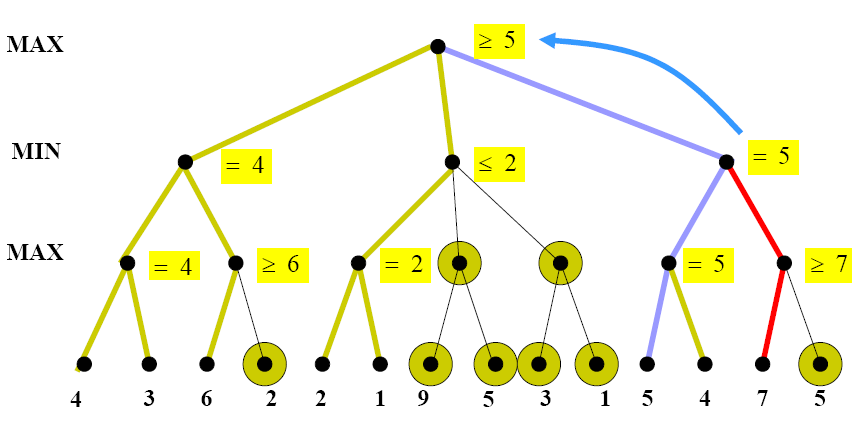 MAX
≥ 5
MIN
= 4
≤ 2
= 5
MAX
= 4
≥ 6
= 2
= 5
≥ 7
4 3 6 2 2 1 9 5 3 1 5 4 7 5